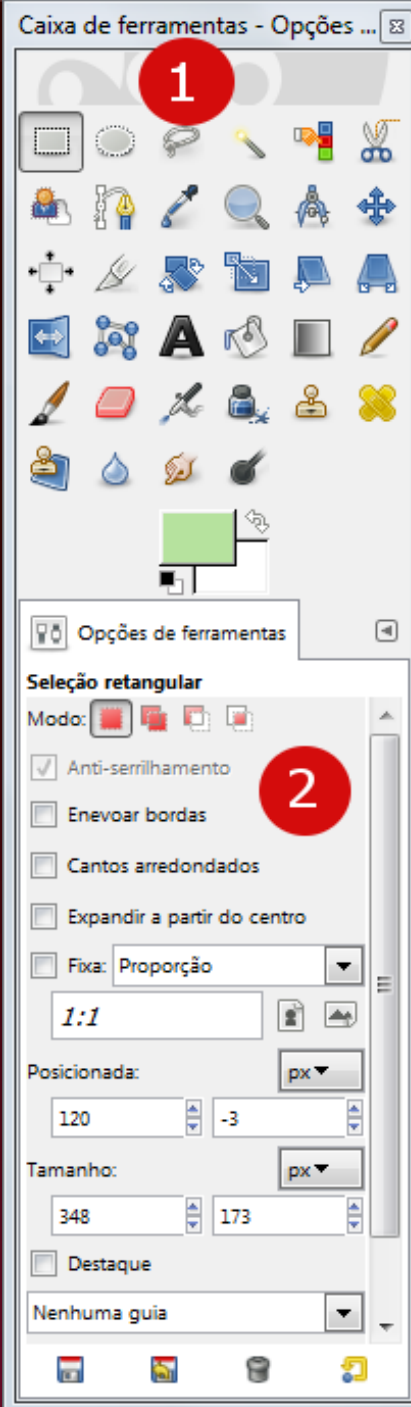 Caixa de ferramentas - Opções ...
1
A
Opções de ferramentas
Seleção retangular
Modo:
Anti-serrilhamento
2
Enevoar bordas
Cantos arredondados
Expandir a partir do centro
Fixa: Proporção
1:1
Posicionada: px
120 -3
Tamanho: px
348 173
Destaque
Nenhuma guia